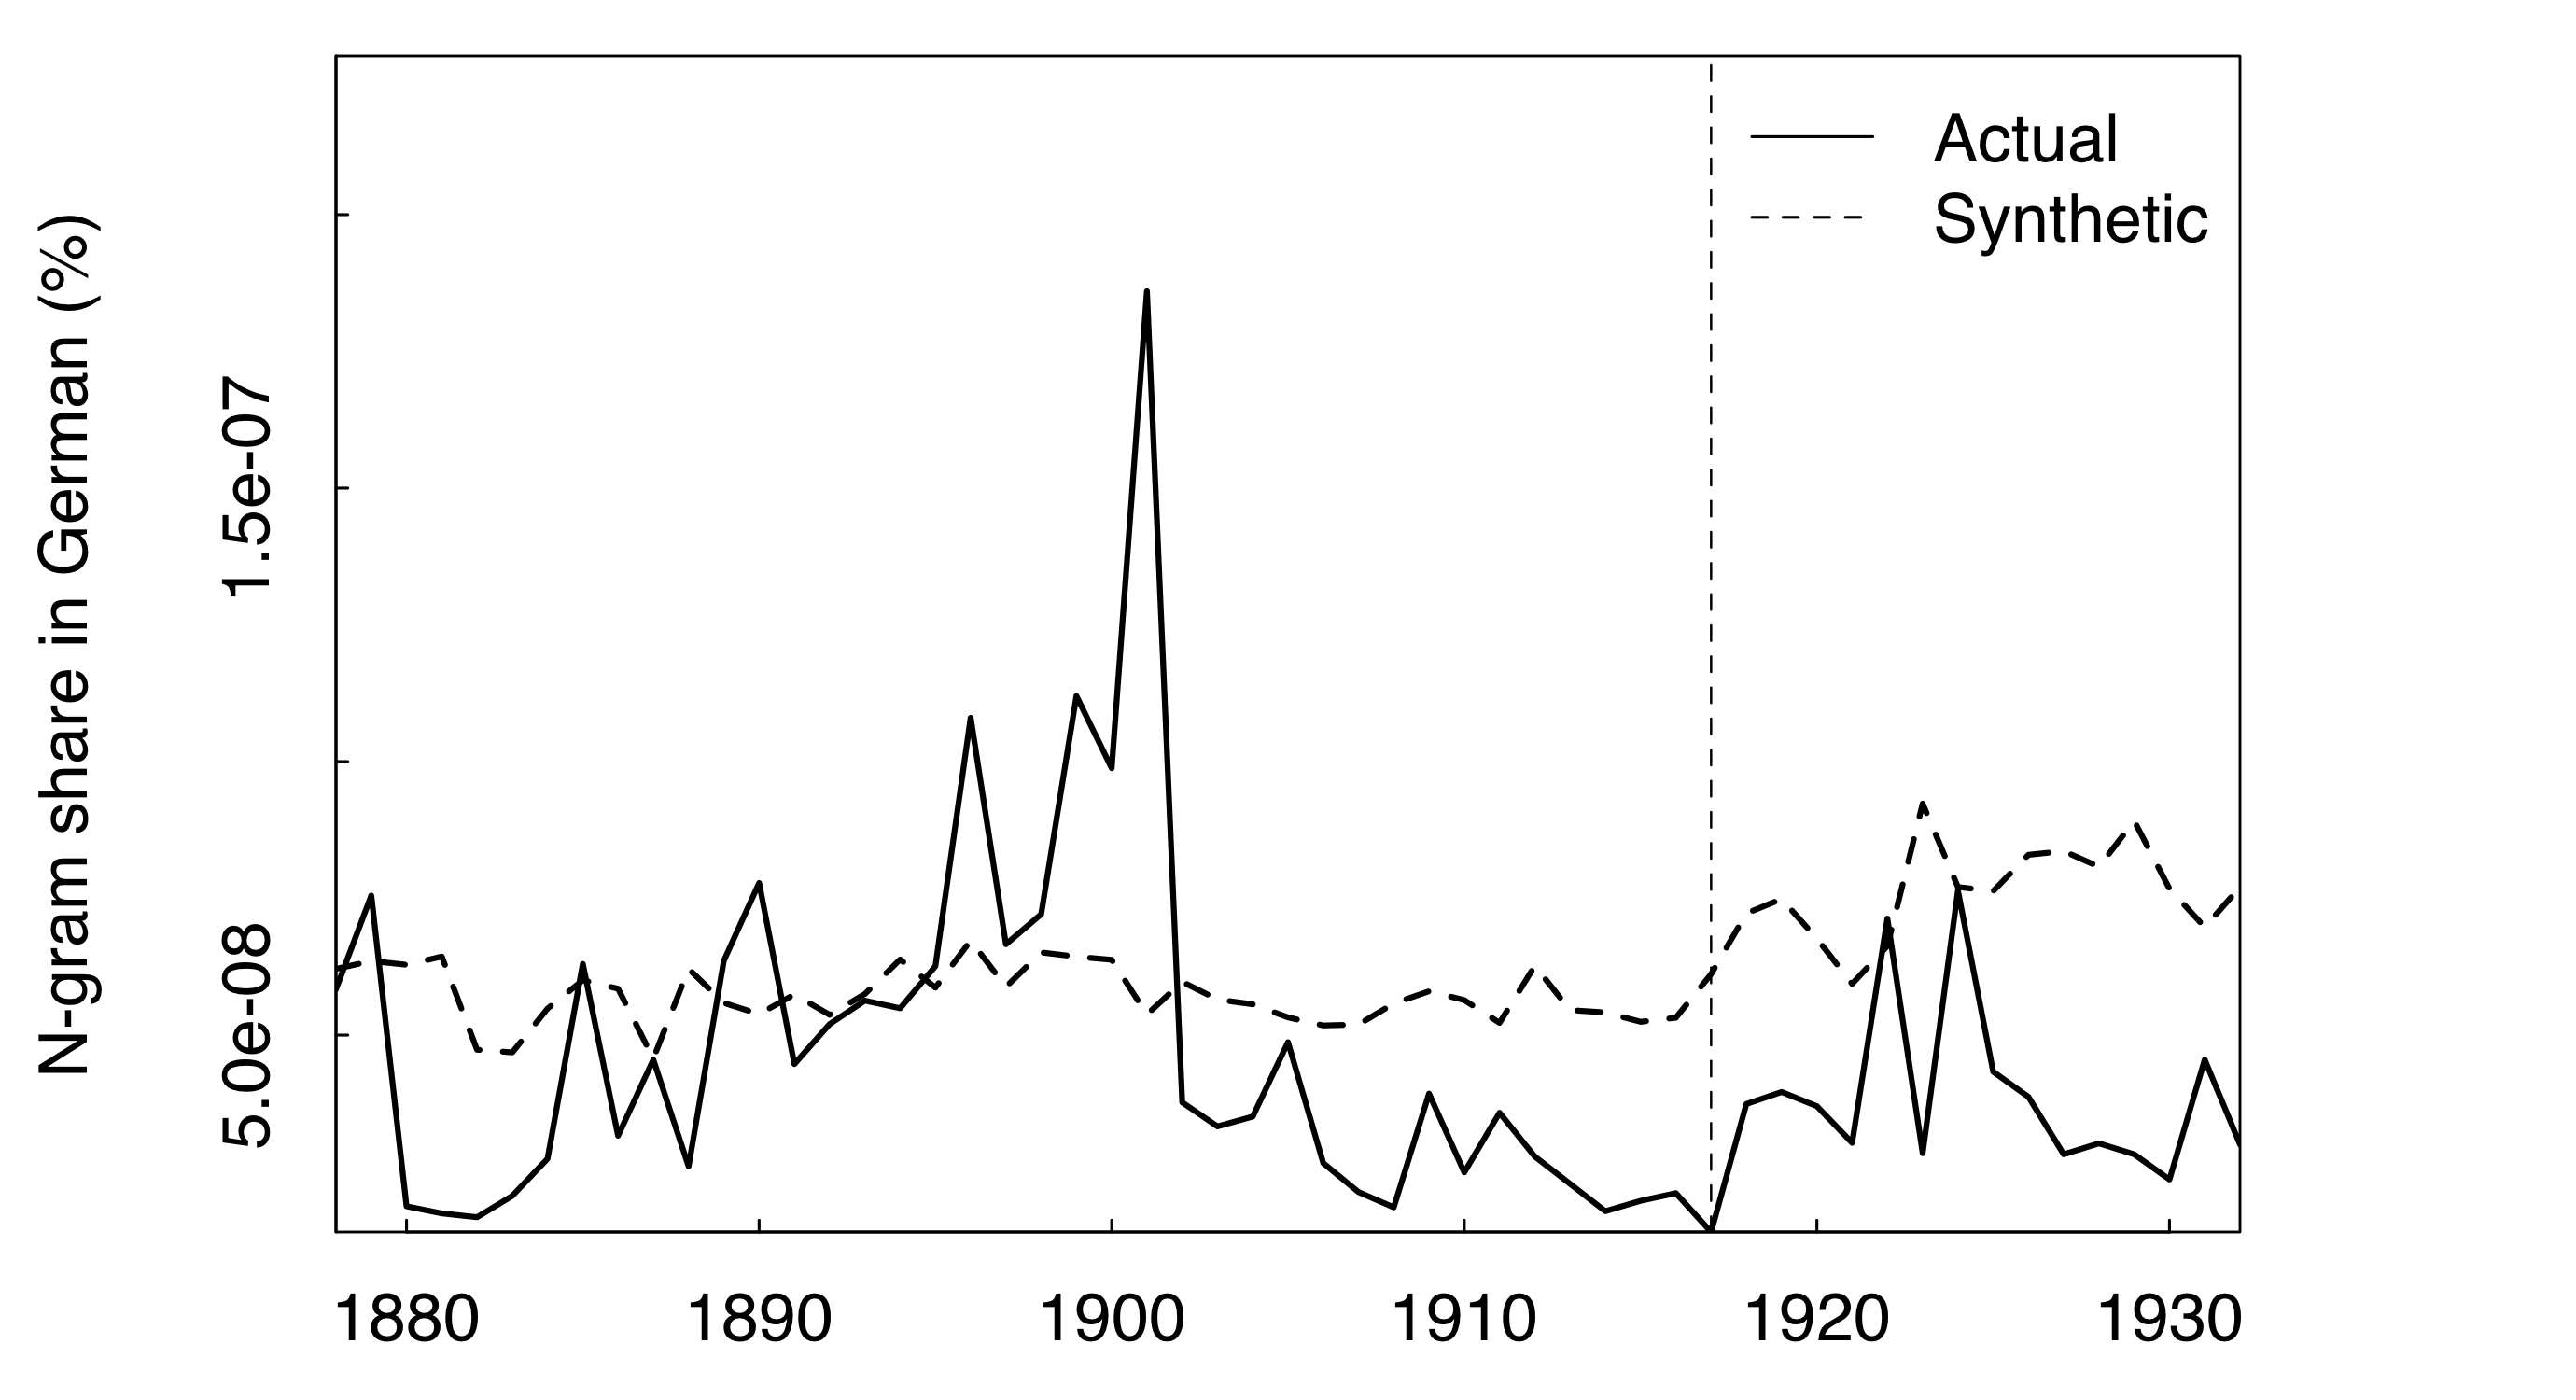 N-gram share in German (%)
1.5e-07
5.0e-08
Actual
Synthetic
1880 1890 1900 1910 1920 1930